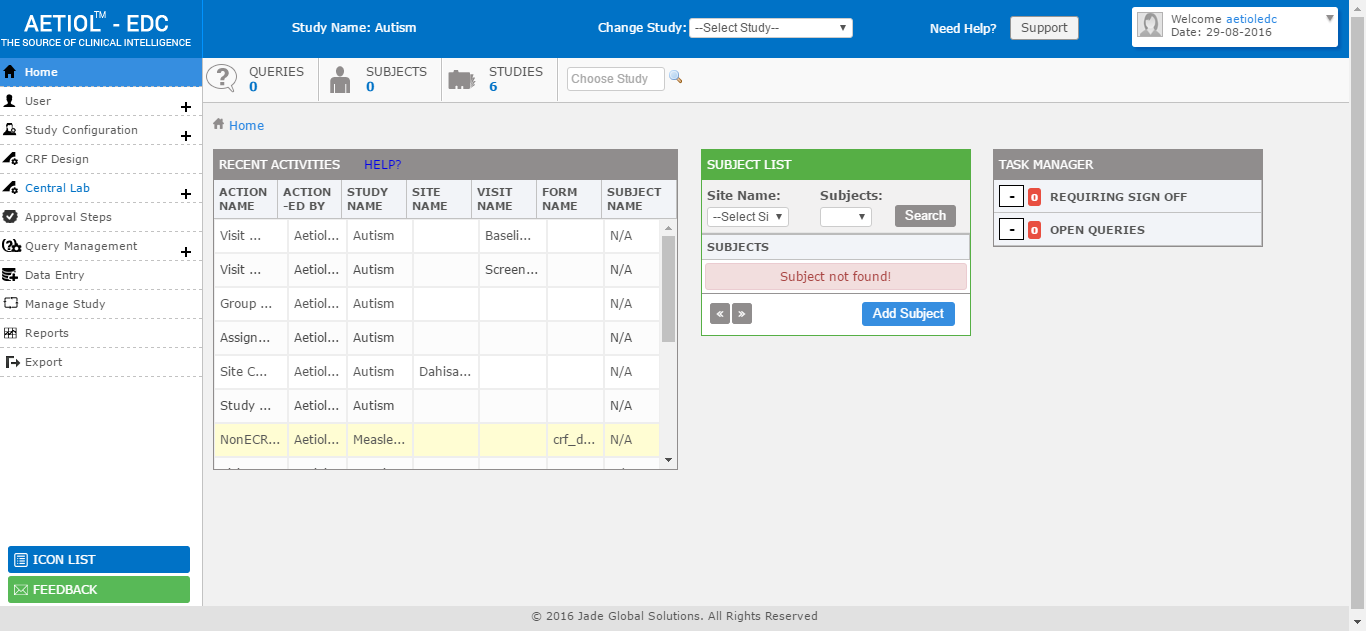 AETIOL™ - EDC
THE SOURCE OF CLINICAL INTELLIGENCE
Study Name: Autism
Change Study: --Select Study--
Need Help? Support
Welcome aetioledc
Date: 29-08-2016
Home
User
Study Configuration
CRF Design
Central Lab
Approval Steps
Query Management
Data Entry
Manage Study
Reports
Export
ICON LIST
FEEDBACK
QUERIES
0
SUBJECTS
0
STUDIES
6
Choose Study
Home
RECENT ACTIVITIES HELP?
ACTION NAME ACTION -ED BY STUDY NAME SITE NAME VISIT NAME FORM NAME SUBJECT NAME
Visit ... Aetiol... Autism Baseli... N/A
Visit ... Aetiol... Autism Screen... N/A
Group ... Aetiol... Autism N/A
Assign... Aetiol... Autism N/A
Site C... Aetiol... Autism Dahisa... N/A
Study ... Aetiol... Autism N/A
NonECR... Aetiol... Measle... crf_d... N/A
SUBJECT LIST
Site Name: Subjects:
--Select Si Search
SUBJECTS
Subject not found!
« » Add Subject
TASK MANAGER
- 0 REQUIRING SIGN OFF
- 0 OPEN QUERIES
© 2016 Jade Global Solutions. All Rights Reserved